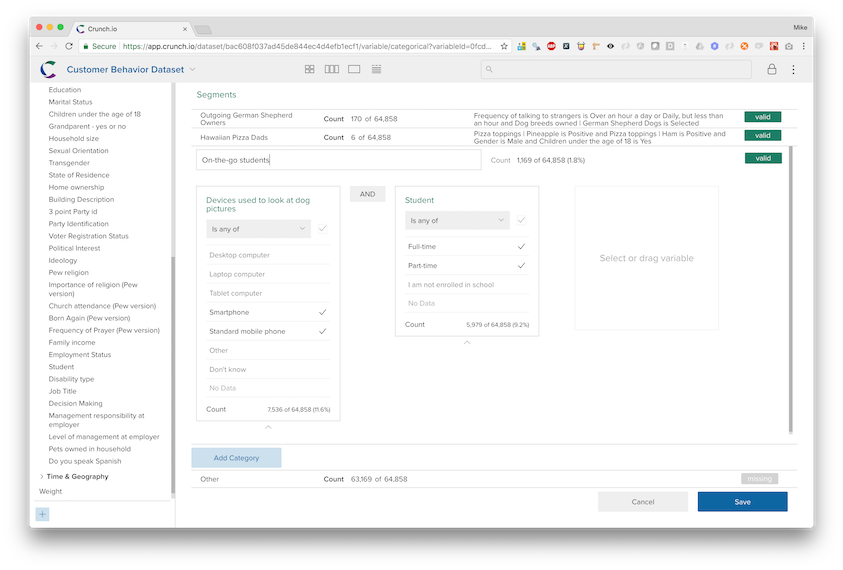 Crunch.io
Mike
Secure
https://app.crunch.io/dataset/bac608f037ad45de844ec4d4efb1ecf1/variable/categorical?variableId=0fcd...
Customer Behavior Dataset
Education
Marital Status
Children under the age of 18
Grandparent - yes or no
Household size
Sexual Orientation
Transgender
State of Residence
Home ownership
Building Description
3 point Party id
Party Identification
Voter Registration Status
Political Interest
Ideology
Pew religion
Importance of religion (Pew
version)
Church attendance (Pew version)
Born Again (Pew version)
Frequency of Prayer (Pew version)
Family income
Employment Status
Student
Disability type
Job Title
Decision Making
Management responsibility at
employer
Level of management at employer
Pets owned in household
Do you speak Spanish
Time & Geography
Weight
+
Segments
Outgoing German Shepherd
Owners
Count 170 of 64,858
Frequency of talking to strangers is Over an hour a day or Daily, but less than
an hour and Dog breeds owned | German Shepherd Dogs is Selected
valid
Hawaiian Pizza Dads
Count 6 of 64,858
Pizza toppings | Pineapple is Positive and Pizza toppings | Ham is Positive and
Gender is Male and Children under the age of 18 is Yes
valid
On-the-go students
Count 1,169 of 64,858 (1.8%)
valid
Devices used to look at dog
pictures
Is any of
Desktop computer
Laptop computer
Tablet computer
Smartphone
Standard mobile phone
Other
Don't know
No Data
Count 7,536 of 64,858 (11.6%)
AND
Student
Is any of
Full-time
Part-time
I am not enrolled in school
No Data
Count 5,979 of 64,858 (9.2%)
Select or drag variable
Add Category
Other
Count 63,169 of 64,858
missing
Cancel
Save